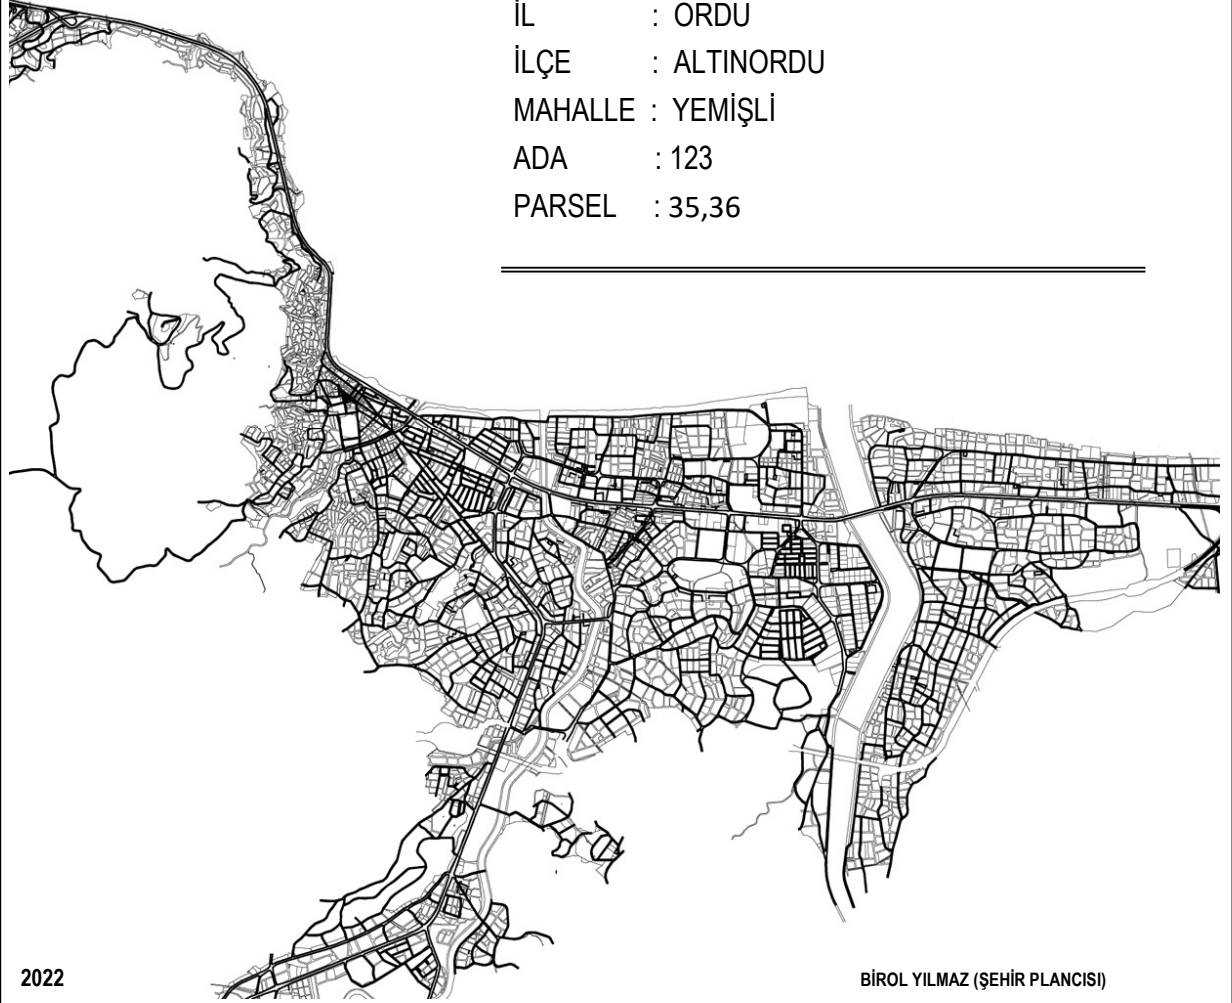 İL : ORDU
İLÇE : ALTINORDU
MAHALLE : YEMİŞLİ
ADA : 123
PARSEL : 35,36
2022 BİROL YILMAZ (ŞEHİR PLANCISI)